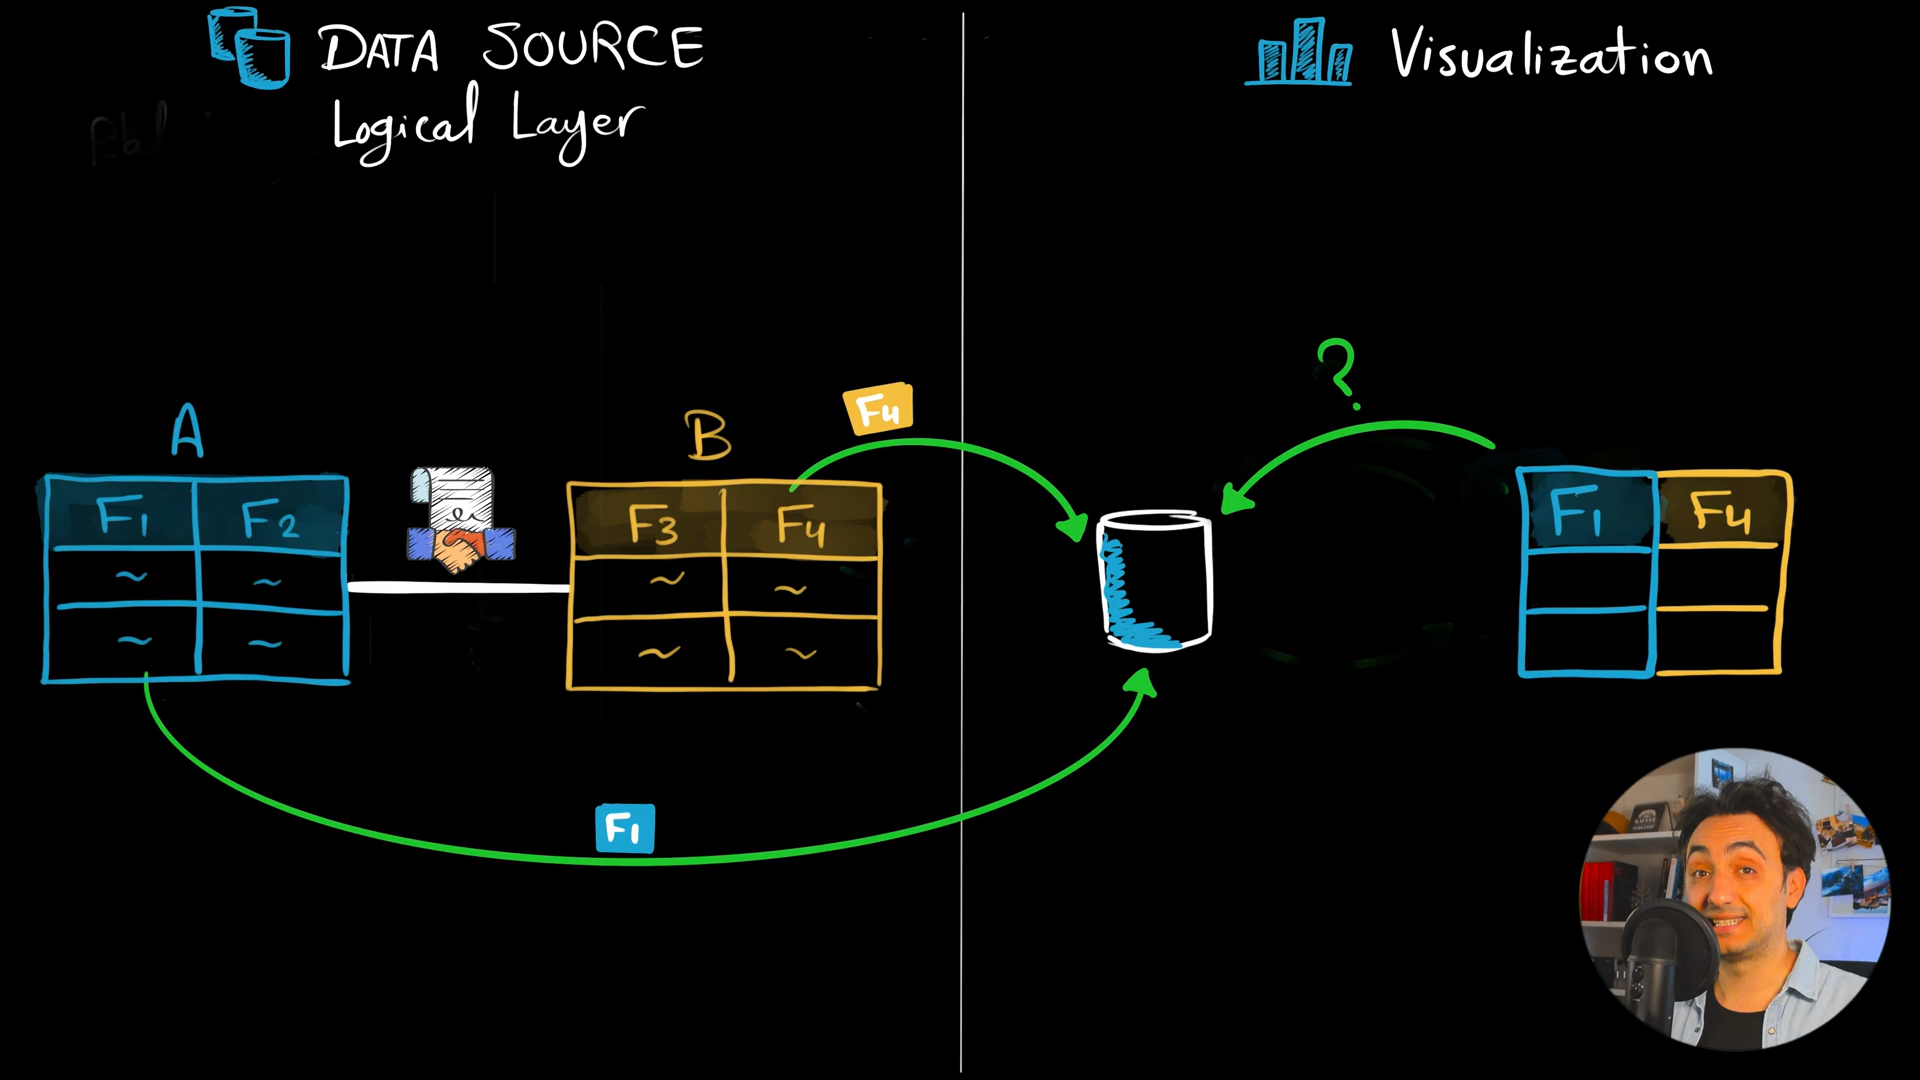 DATA SOURCE
Logical Layer
Visualization
?
F4
A
B
F1 F2
F3 F4
F1 F4
~ ~
~ ~
~ ~
~ ~
F1